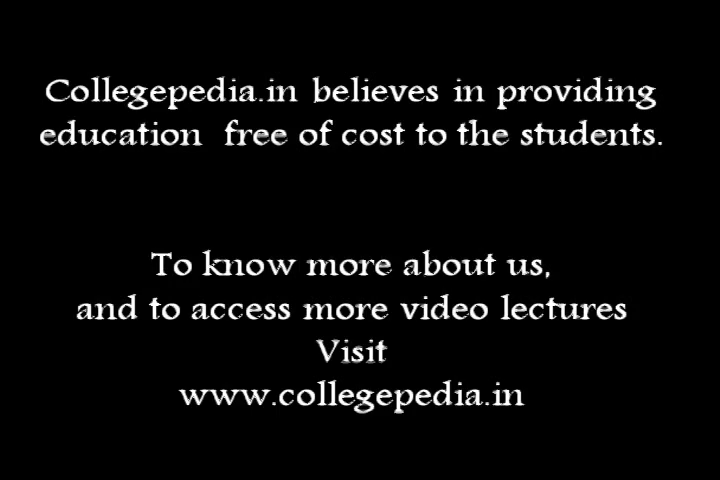 Collegepedia.in believes in providing
education free of cost to the students.
To know more about us,
and to access more video lectures
Visit
www.collegepedia.in